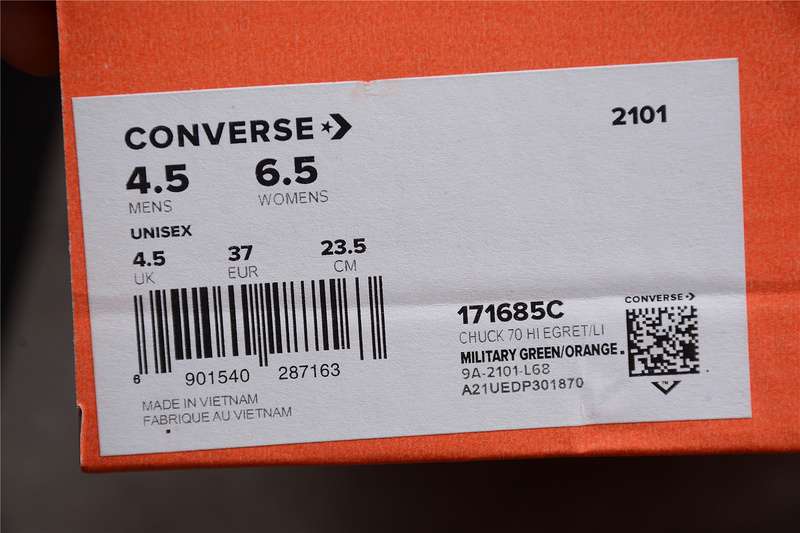 CONVERSE
2101
4.5 6.5
MENS WOMENS
UNISEX
4.5 37 23.5
UK EUR CM
6 901540 287163
MADE IN VIETNAM
FABRIQUE AU VIETNAM
171685C
CHUCK 70 HI EGRET/LI
MILITARY GREEN/ORANGE.
9A-2101-L68
A21UEDP301870
CONVERSE
TM